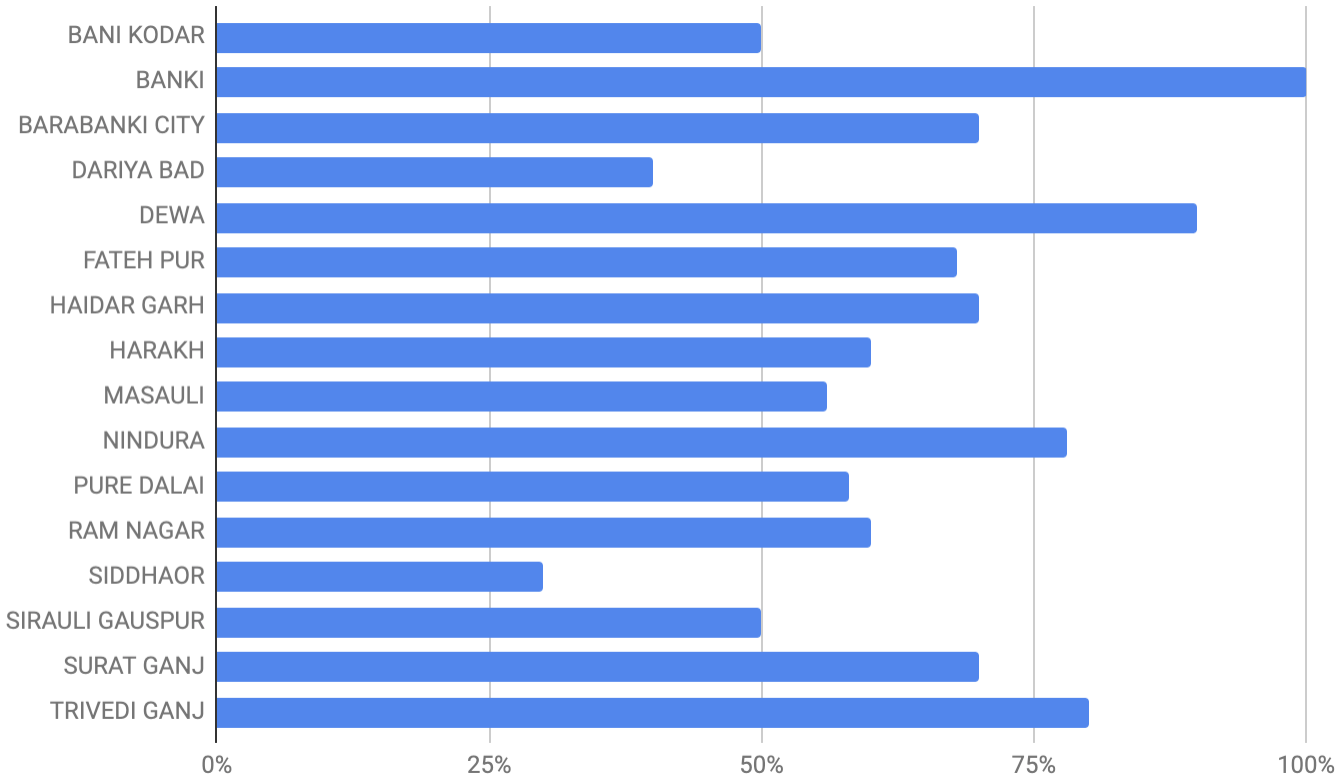 BANI KODAR
BANKI
BARABANKI CITY
DARIYA BAD
DEWA
FATEH PUR
HAIDAR GARH
HARAKH
MASAULI
NINDURA
PURE DALAI
RAM NAGAR
SIDDHAOR
SIRAULI GAUSPUR
SURAT GANJ
TRIVEDI GANJ
0% 25% 50% 75% 100%